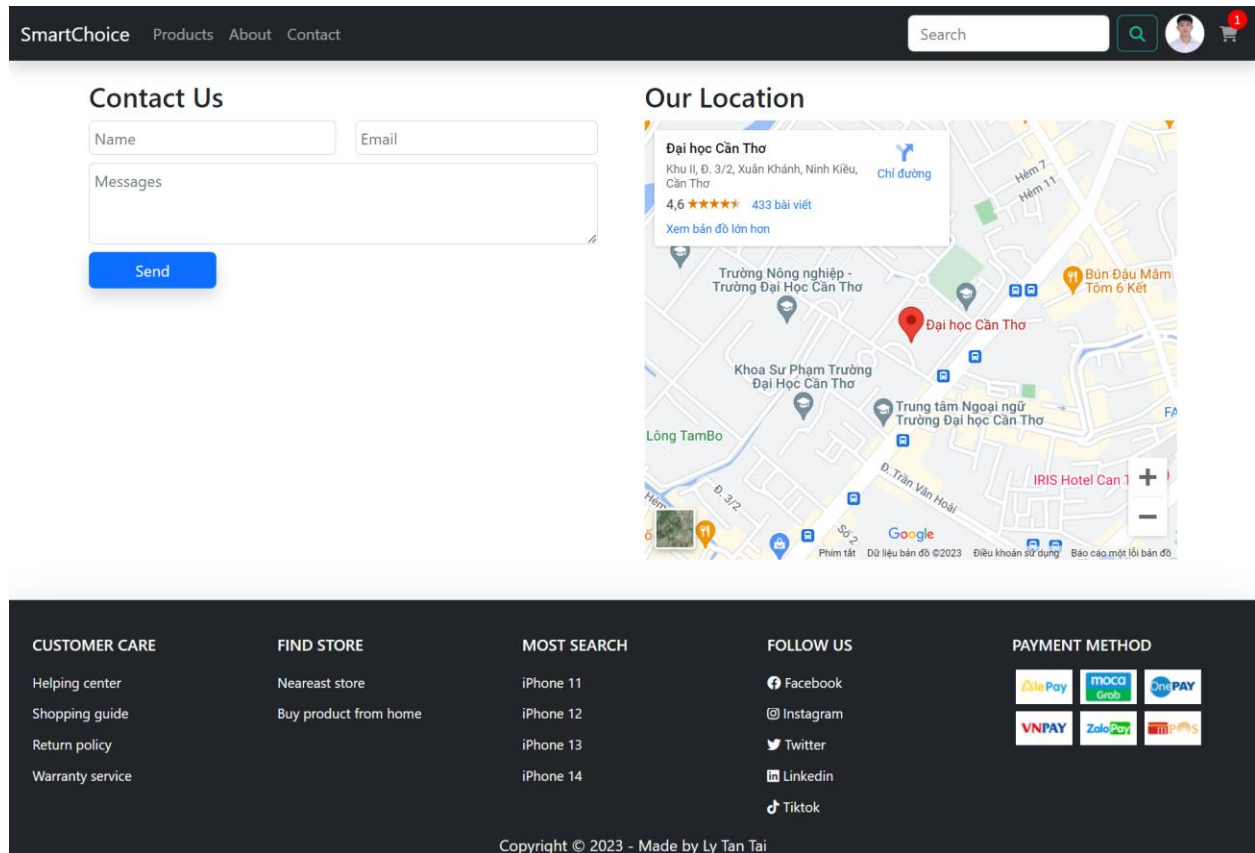 SmartChoice Products About Contact Search 1
Contact Us
Name Email
Messages
Send
Our Location
Đại học Cần Thơ
Khu II, Đ. 3/2, Xuân Khánh, Ninh Kiều,
Cần Thơ
Chỉ đường
4,6 433 bài viết
Xem bản đồ lớn hơn
Hẻm 7
Hẻm 11
Trường Nông nghiệp -
Trường Đại Học Cần Thơ
Bún Đậu Mắm
Tôm 6 Kết
Đại học Cần Thơ
Khoa Sư Phạm Trường
Đại Học Cần Thơ
Trung tâm Ngoại ngữ
Trường Đại học Cần Thơ
FA
Lông TamBo
Đ. Trần Văn Hoài
IRIS Hotel Can
Đ. 3/2
Hẻm
Số 2
Google
Phím tắt Dữ liệu bản đồ ©2023 Điều khoản sử dụng Báo cáo một lỗi bản đồ
CUSTOMER CARE
Helping center
Shopping guide
Return policy
Warranty service
FIND STORE
Neareast store
Buy product from home
MOST SEARCH
iPhone 11
iPhone 12
iPhone 13
iPhone 14
FOLLOW US
Facebook
Instagram
Twitter
Linkedin
Tiktok
PAYMENT METHOD
AlePay moca Grab OnePAY
VNPAY ZaloPay mPOS
Copyright © 2023 - Made by Ly Tan Tai